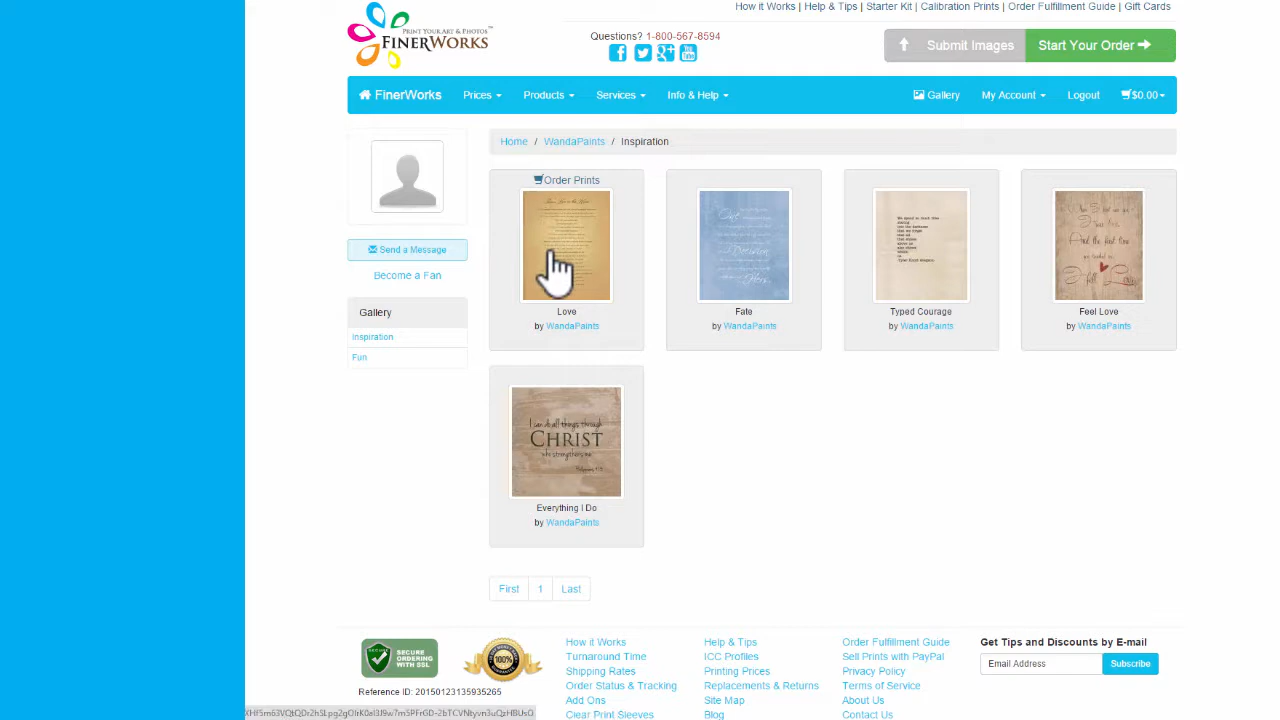 How it Works | Help & Tips | Starter Kit | Calibration Prints | Order Fulfillment Guide | Gift Cards
PRINT YOUR ART & PHOTOS
FINERWORKS™
Questions? 1-800-567-8594
Submit Images
Start Your Order
FinerWorks
Prices
Products
Services
Info & Help
Gallery
My Account
Logout
$0.00
Home / WandaPaints / Inspiration
Send a Message
Become a Fan
Gallery
Inspiration
Fun
Order Prints
Love
by WandaPaints
Fate
by WandaPaints
Typed Courage
by WandaPaints
Feel Love
by WandaPaints
I can do all things through
CHRIST
who strengthens me
Everything I Do
by WandaPaints
First 1 Last
SECURE
ORDERING
WITH SSL
100%
Reference ID: 20150123135935265
How it Works
Turnaround Time
Shipping Rates
Order Status & Tracking
Add Ons
Clear Print Sleeves
Help & Tips
ICC Profiles
Printing Prices
Replacements & Returns
Site Map
Blog
Order Fulfillment Guide
Sell Prints with PayPal
Privacy Policy
Terms of Service
About Us
Contact Us
Get Tips and Discounts by E-mail
Email Address
Subscribe